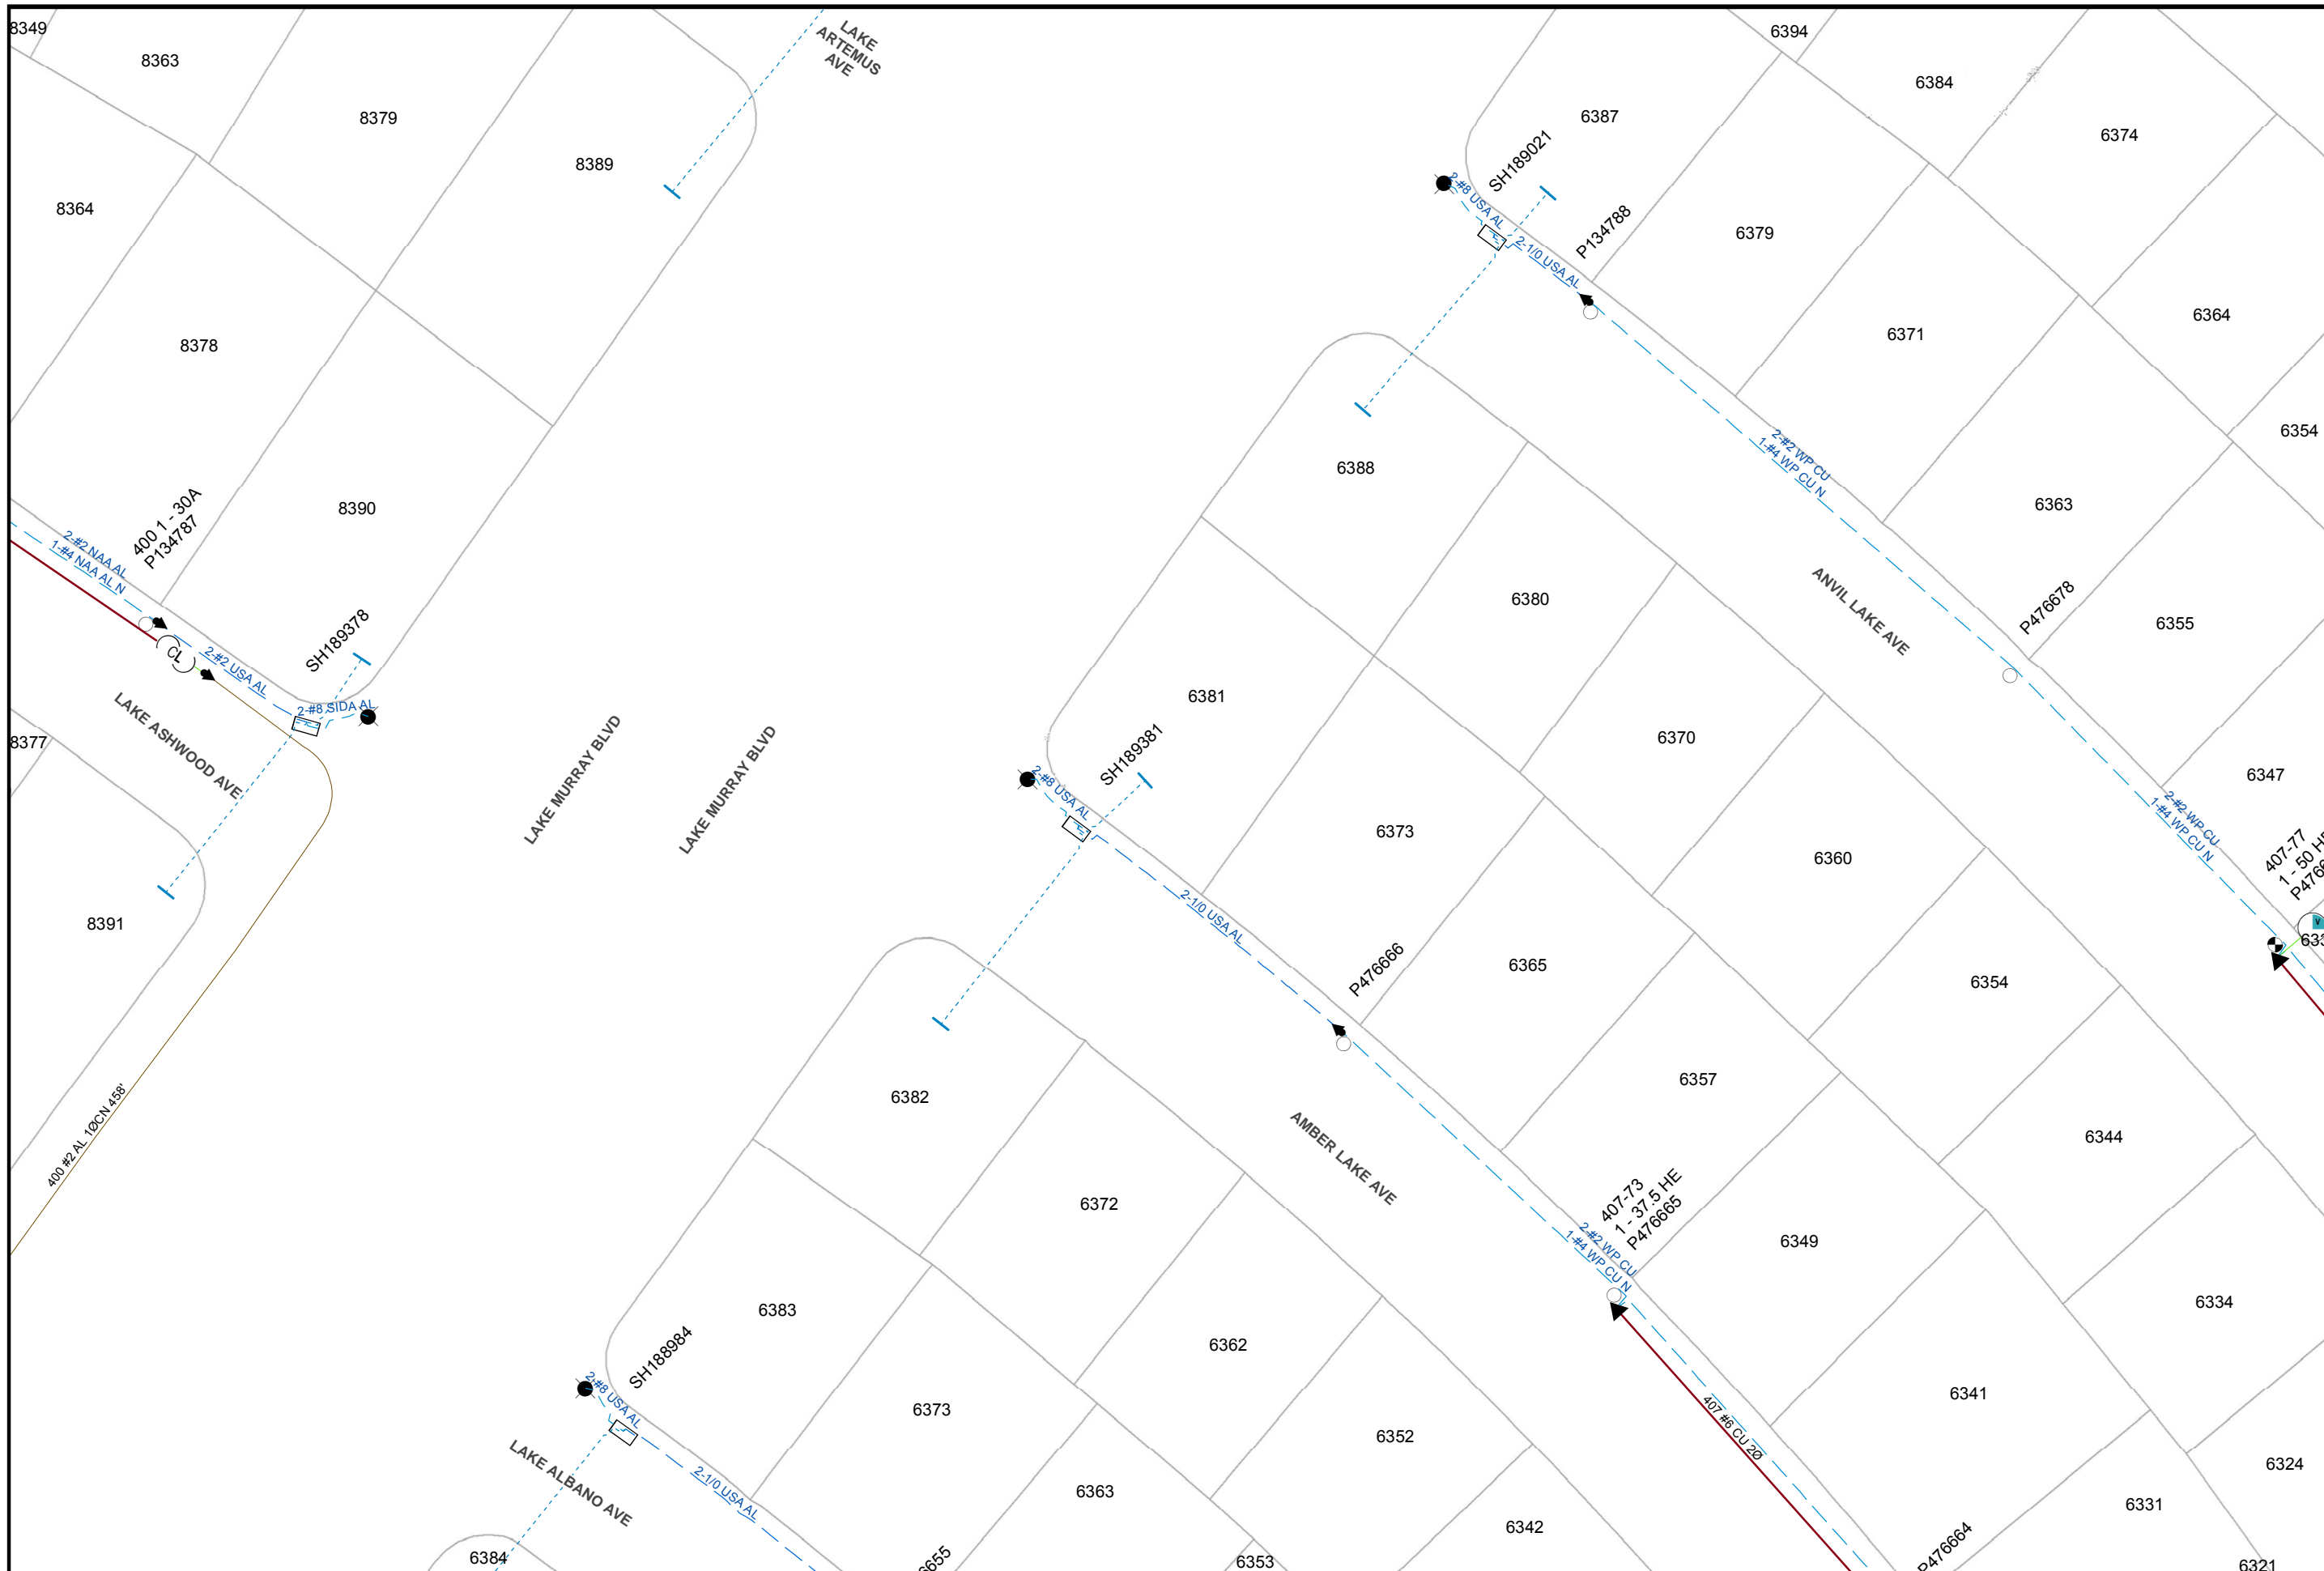 8349
8363
8379
8389
LAKE
ARTEMUS
AVE
8364
8378
8390
400 1 - 30A
P134787
2-#2 NAA AL
1-#4 NAA AL N
CL
2-#2 USA AL
SH189378
2-#8 SIDA AL
LAKE ASHWOOD AVE
8377
8391
400 #2 AL 1ØCN 458'
LAKE MURRAY BLVD
LAKE MURRAY BLVD
6394
6384
6374
6387
SH189021
2-#8 USA AL
2-1/0 USA AL
P134788
6379
6371
6364
6354
6363
2-#2 WP CU
1-#4 WP CU N
6388
6380
ANVIL LAKE AVE
P476678
6355
6347
2-#2 WP CU
1-#4 WP CU N
407-77
1 - 50 H
P476
V
633
6381
SH189381
2-#8 USA AL
6370
6373
6360
2-1/0 USA AL
P476666
6365
6354
6357
6344
6382
AMBER LAKE AVE
6372
407-73
1 - 37.5 HE
P476665
2-#2 WP CU
1-#4 WP CU N
6349
6334
6383
6362
SH188984
2-#8 USA AL
6373
6352
6341
407 #6 CU 2Ø
6324
LAKE ALBANO AVE
2-1/0 USA AL
6363
6331
6342
P476664
6384
6655
6353
6321